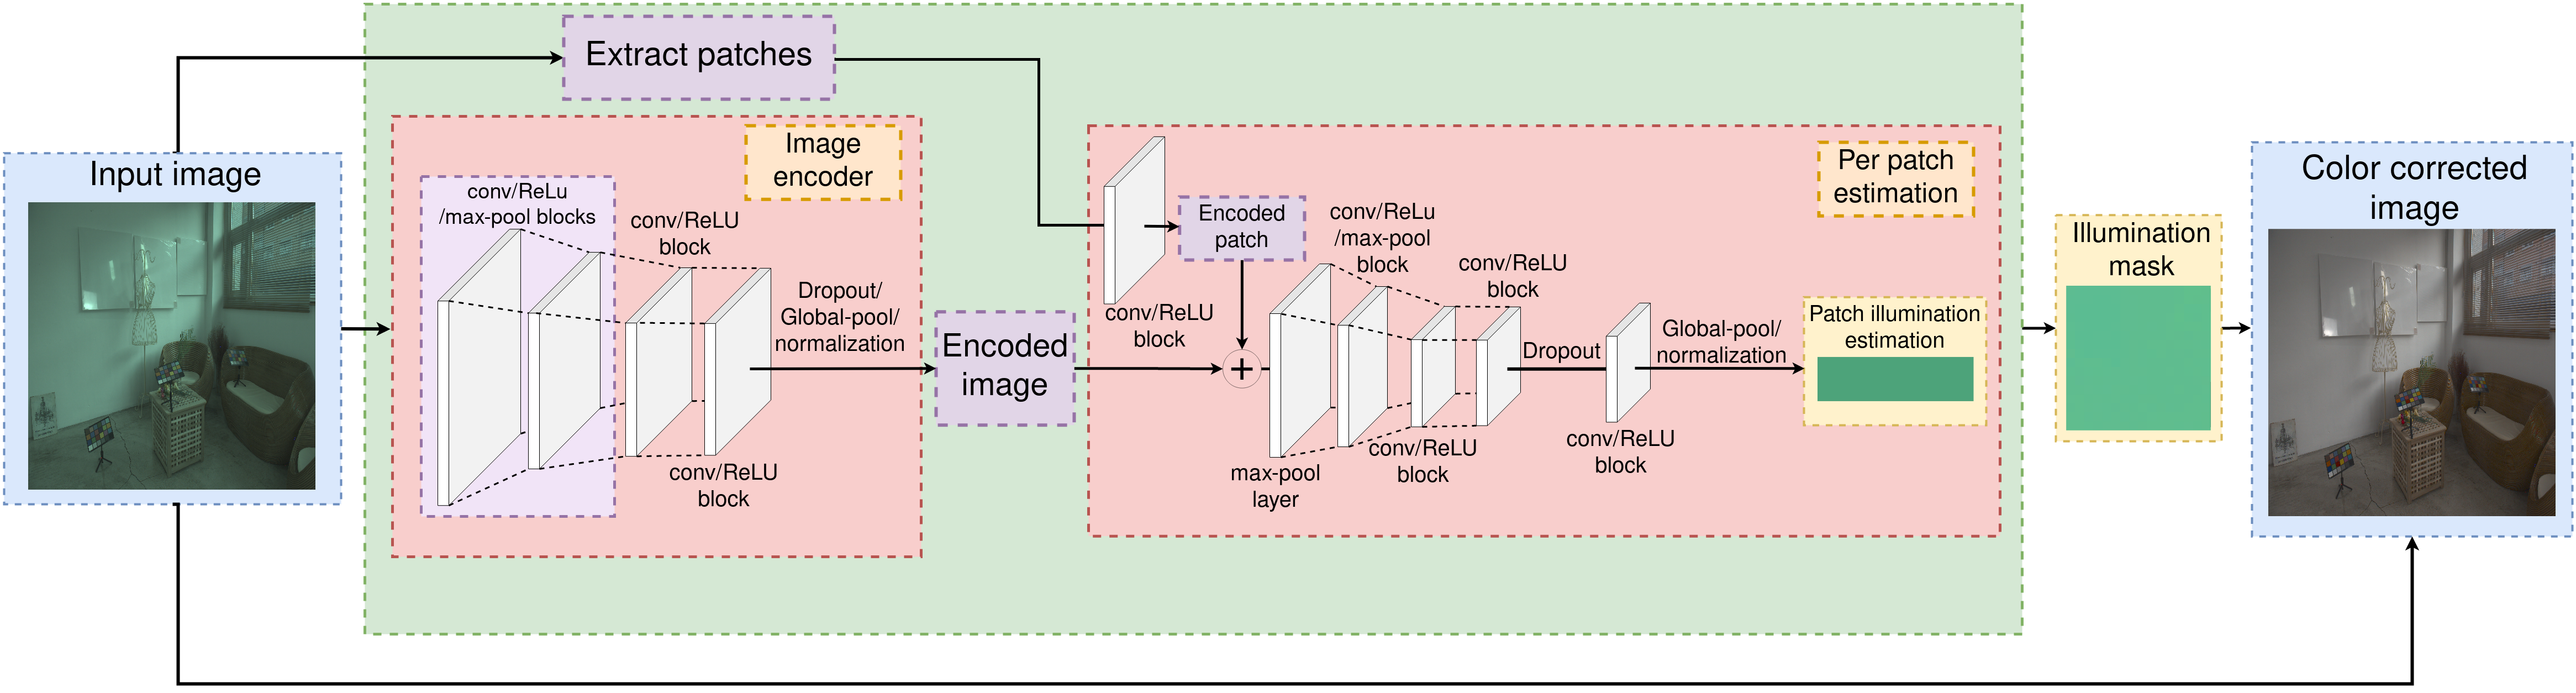 Extract patches
Input image
Image
encoder
conv/ReLu
/max-pool blocks
conv/ReLU
block
Dropout/
Global-pool/
normalization
conv/ReLU
block
Encoded
image
Per patch
estimation
Encoded
patch
conv/ReLU
block
conv/ReLu
/max-pool
block
conv/ReLU
block
max-pool
layer
conv/ReLU
block
Dropout
conv/ReLU
block
Global-pool/
normalization
Patch illumination
estimation
Illumination
mask
Color corrected
image